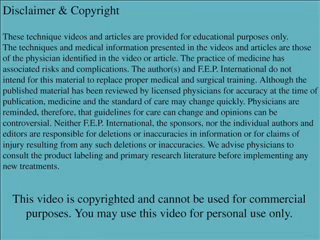 Disclaimer & Copyright
These technique videos and articles are provided for educational purposes only.
The techniques and medical information presented in the videos and articles are those
of the physician identified in the video or article. The practice of medicine has
associated risks and complications. The author(s) and F.E.P. International do not
intend for this material to replace proper medical and surgical training. Although the
published material has been reviewed by licensed physicians for accuracy at the time of
publication, medicine and the standard of care may change quickly. Physicians are
reminded, therefore, that guidelines for care can change and opinions can be
controversial. Neither F.E.P. International, the sponsors, nor the individual authors and
editors are responsible for deletions or inaccuracies in information or for claims of
injury resulting from any such deletions or inaccuracies. We advise physicians to
consult the product labeling and primary research literature before implementing any
new treatments.
This video is copyrighted and cannot be used for commercial
purposes. You may use this video for personal use only.